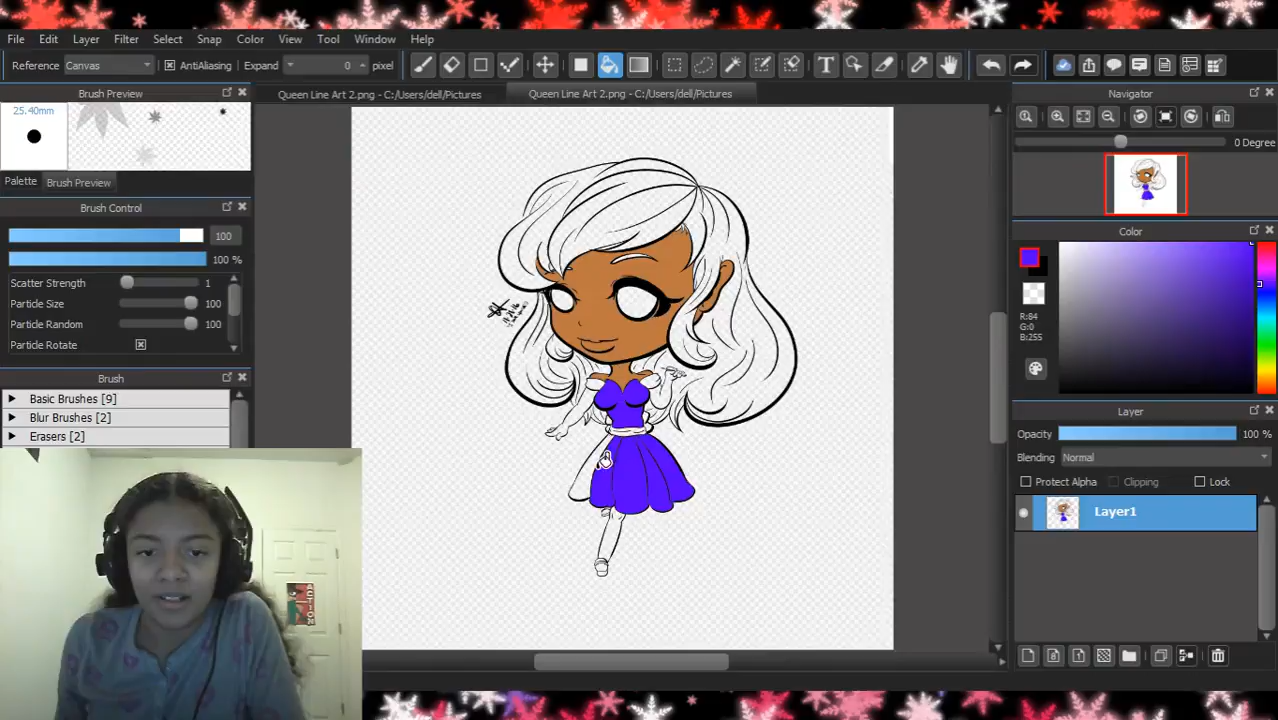 File Edit Layer Filter Select Snap Color View Tool Window Help
Reference Canvas AntiAliasing Expand 0 pixel
Brush Preview
25.40mm
Palette Brush Preview
Brush Control
100
100 %
Scatter Strength 1
Particle Size 100
Particle Random 100
Particle Rotate
Brush
Basic Brushes [9]
Blur Brushes [2]
Erasers [2]
ACTION
Queen Line Art 2.png - C:/Users/dell/Pictures
Queen Line Art 2.png - C:/Users/dell/Pictures
Navigator
0 Degree
Color
R:84
G:0
B:255
Layer
Opacity 100 %
Blending Normal
Protect Alpha Clipping Lock
Layer1